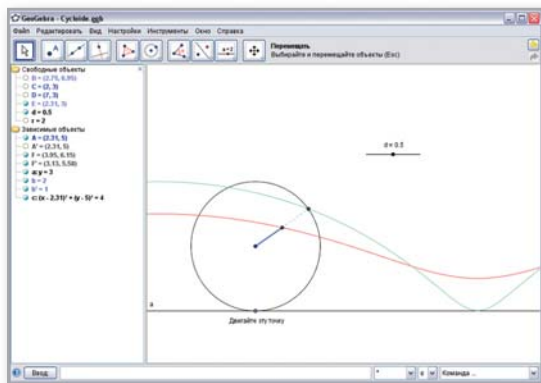 GeoGebra - Cycloide.ggb
Файл Редактировать Вид Настройки Инструменты Окно Справка
Перемещать
Выбирайте и перемещайте объекты (Esc)
Свободные объекты
B = (2.75, 6.95)
C = (2, 3)
D = (7, 3)
E = (2.31, 3)
d = 0.5
r = 2
Зависимые объекты
A = (2.31, 5)
A' = (2.31, 5)
F = (3.95, 6.15)
F' = (3.13, 5.58)
a: y = 3
b = 2
b' = 1
c: (x - 2.31)² + (y - 5)² = 4
d = 0.5
a
Двигайте эту точку
Ввод:
Команда ...